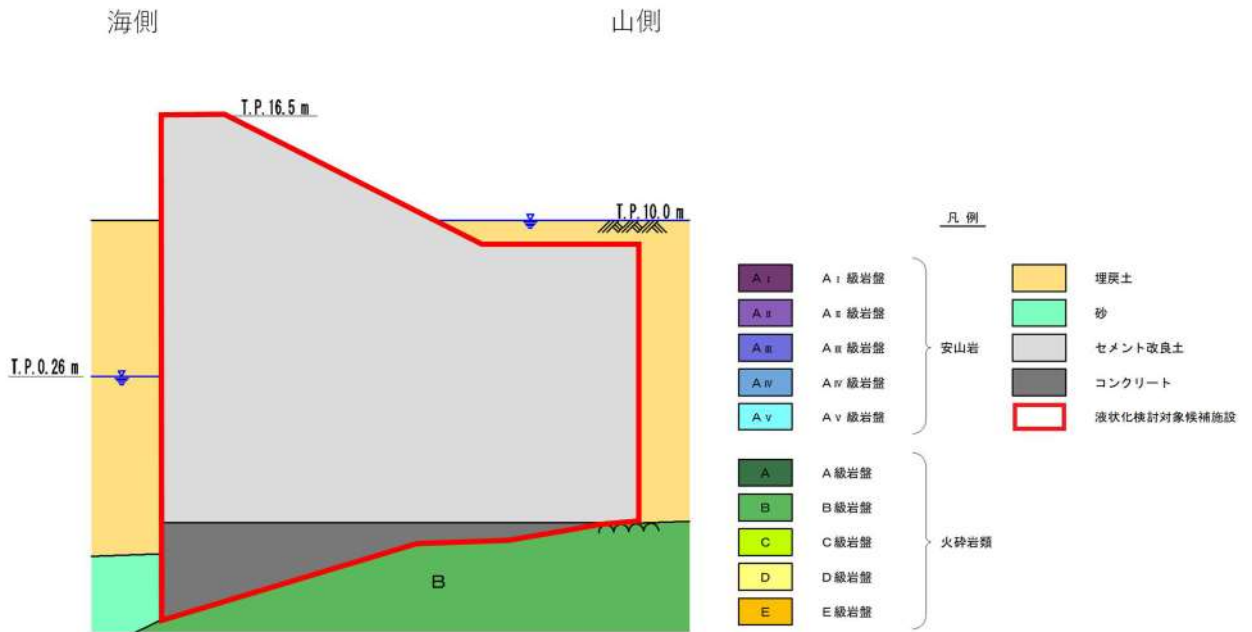 海側
山側
T.P.16.5 m
T.P.10.0 m
T.P.0.26 m
B
凡 例
AⅠ AⅠ級岩盤
AⅡ AⅡ級岩盤
AⅢ AⅢ級岩盤
AⅣ AⅣ級岩盤
AⅤ AⅤ級岩盤
安山岩
A A級岩盤
B B級岩盤
C C級岩盤
D D級岩盤
E E級岩盤
火砕岩類
埋戻土
砂
セメント改良土
コンクリート
液状化検討対象候補施設